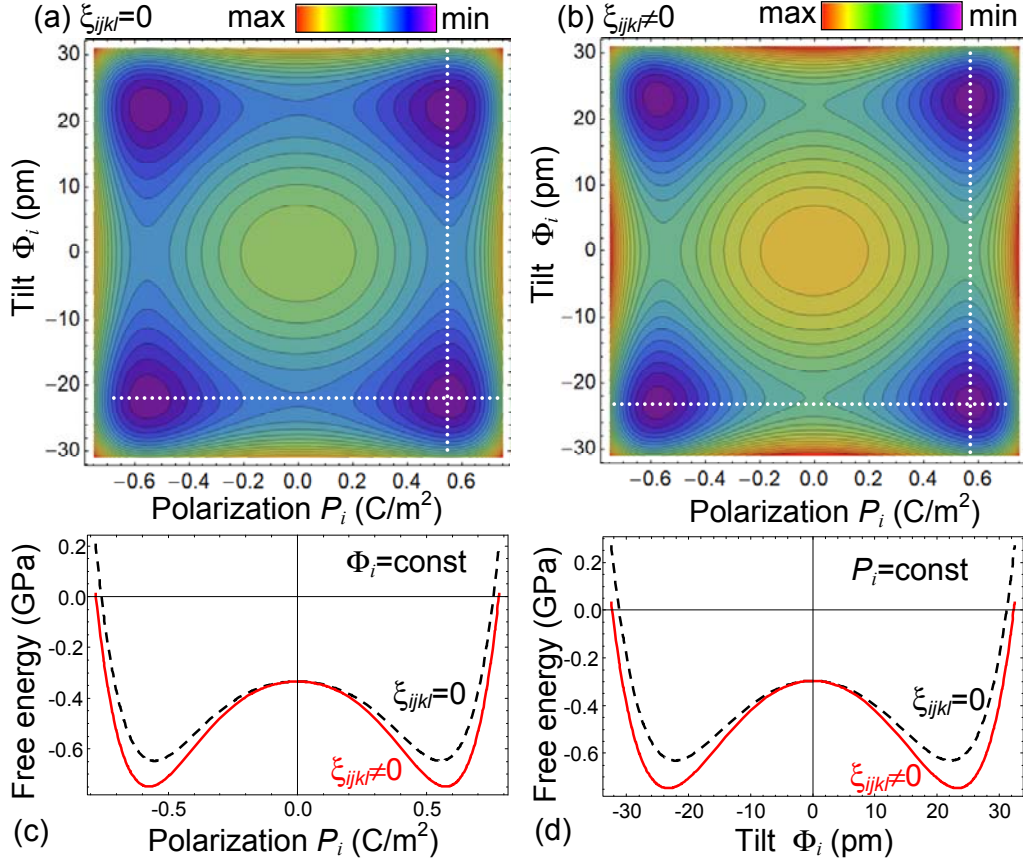 (a) ξijkl=0 max min
(b) ξijkl≠0 max min
30
20
10
0
−10
−20
−30
Tilt Φi (pm)
−0.6 −0.4 −0.2 0.0 0.2 0.4 0.6
Polarization Pi (C/m²)
30
20
10
0
−10
−20
−30
Tilt Φi (pm)
−0.6 −0.4 −0.2 0.0 0.2 0.4 0.6
Polarization Pi (C/m²)
0.2
0.0
-0.2
-0.4
-0.6
Free energy (GPa)
Φi=const
ξijkl=0
ξijkl≠0
-0.5 0.0 0.5
(c) Polarization Pi (C/m²)
0.2
0.0
-0.2
-0.4
-0.6
Free energy (GPa)
Pi=const
ξijkl=0
ξijkl≠0
-30 -20 -10 0 10 20 30
(d) Tilt Φi (pm)